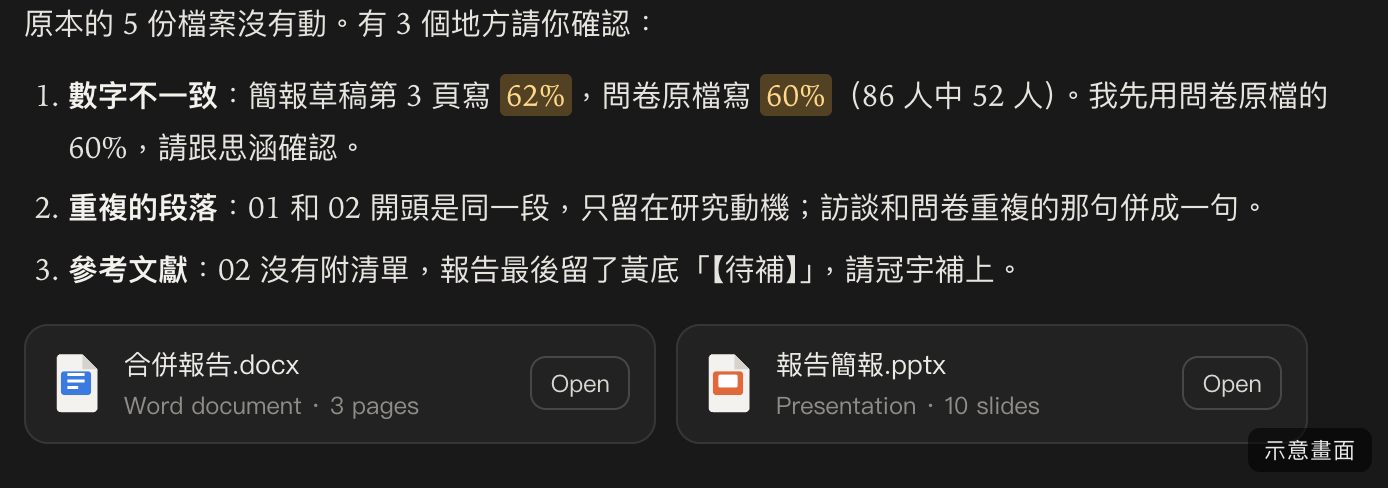 原本的 5 份檔案沒有動。有 3 個地方請你確認：
1. 數字不一致：簡報草稿第 3 頁寫 62%，問卷原檔寫 60%（86 人中 52 人）。我先用問卷原檔的
60%，請跟思涵確認。
2. 重複的段落：01 和 02 開頭是同一段，只留在研究動機；訪談和問卷重複的那句併成一句。
3. 參考文獻：02 沒有附清單，報告最後留了黃底「【待補】」，請冠宇補上。
合併報告.docx
Word document · 3 pages
Open
報告簡報.pptx
Presentation · 10 slides
Open
示意畫面